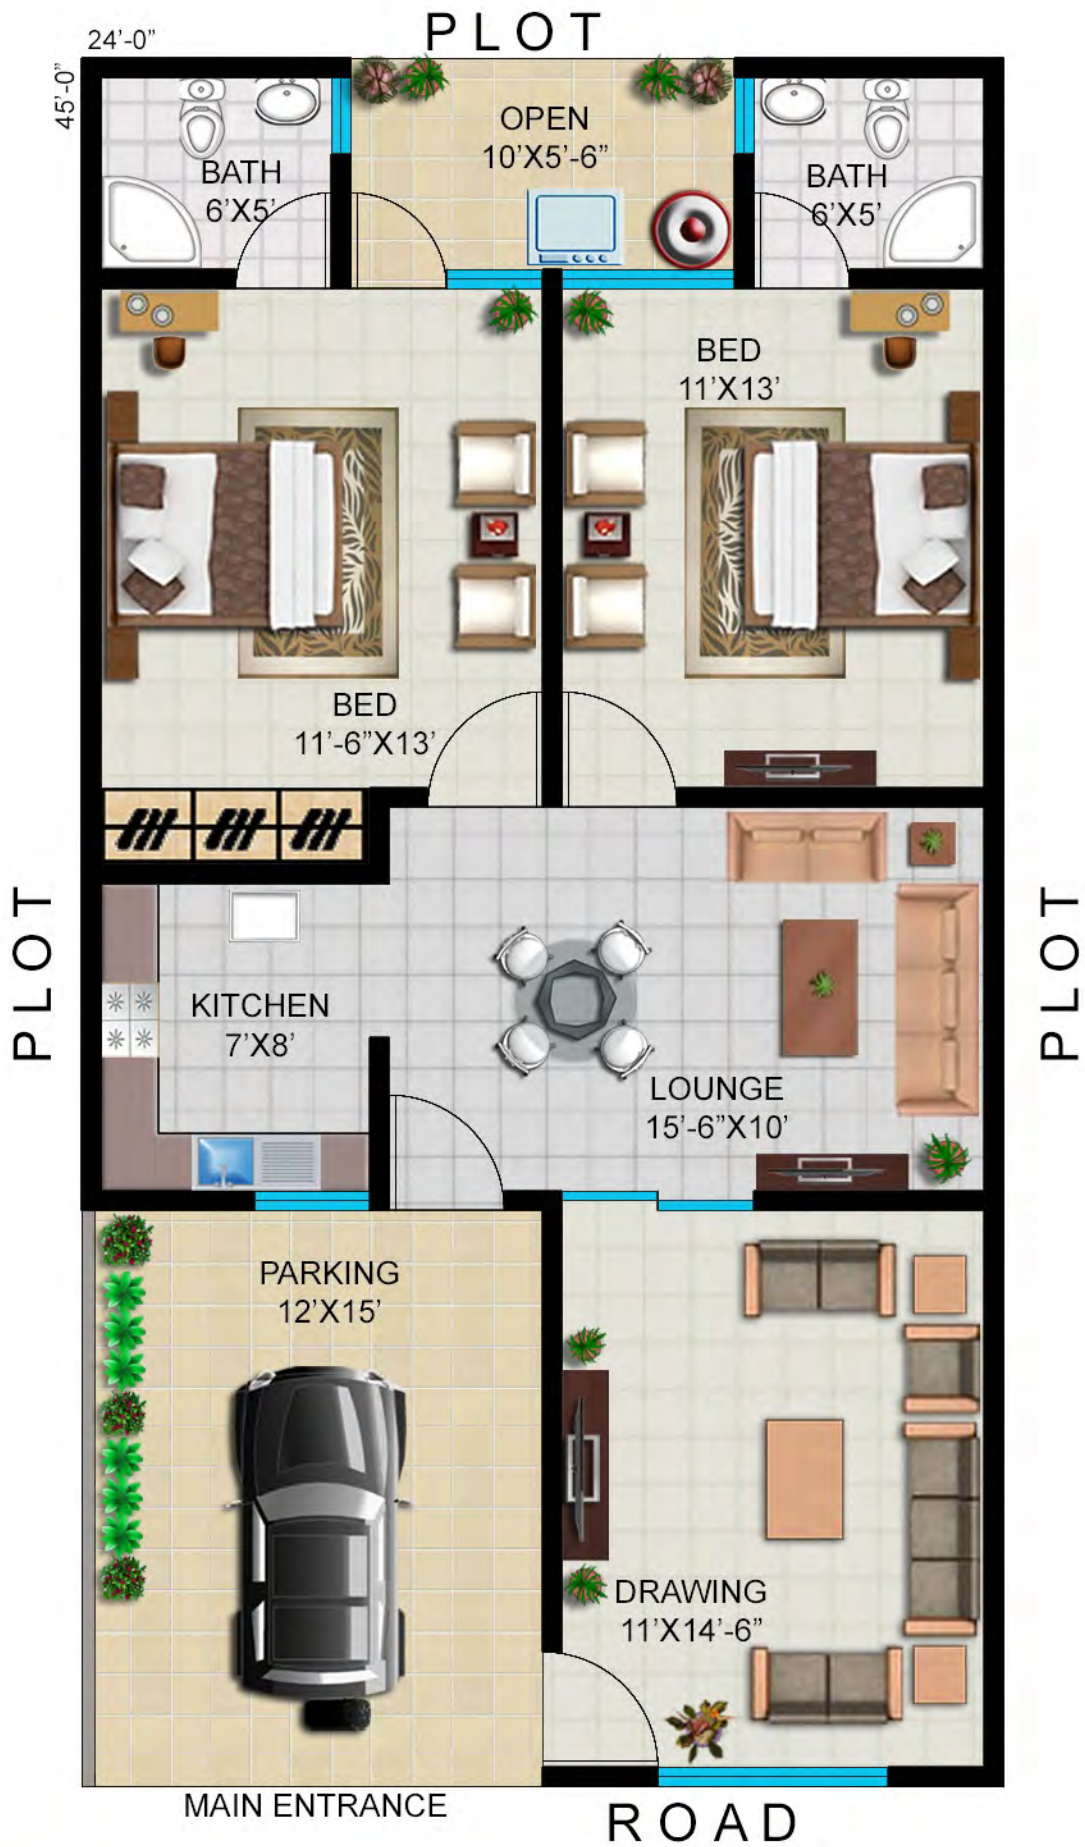 PLOT
24’-0”
45’-0”
OPEN
10’X5’-6”
BATH
6’X5’
BATH
6’X5’
BED
11’X13’
BED
11’-6”X13’
PLOT
PLOT
KITCHEN
7’X8’
LOUNGE
15’-6”X10’
PARKING
12’X15’
DRAWING
11’X14’-6”
MAIN ENTRANCE
ROAD